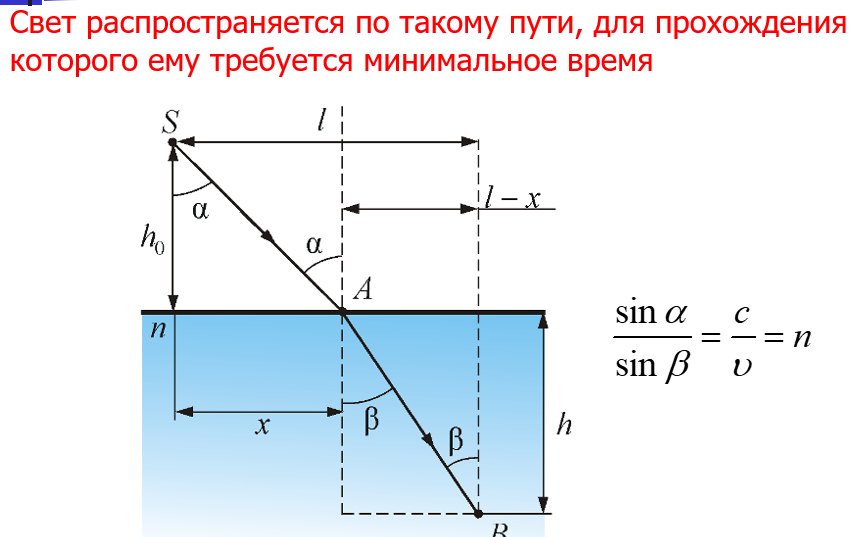 Свет распространяется по такому пути, для прохождения
которого ему требуется минимальное время
S
l
l – x
α
h₀
α
A
n
sin α / sin β = c / υ = n
x
β
β
h
B